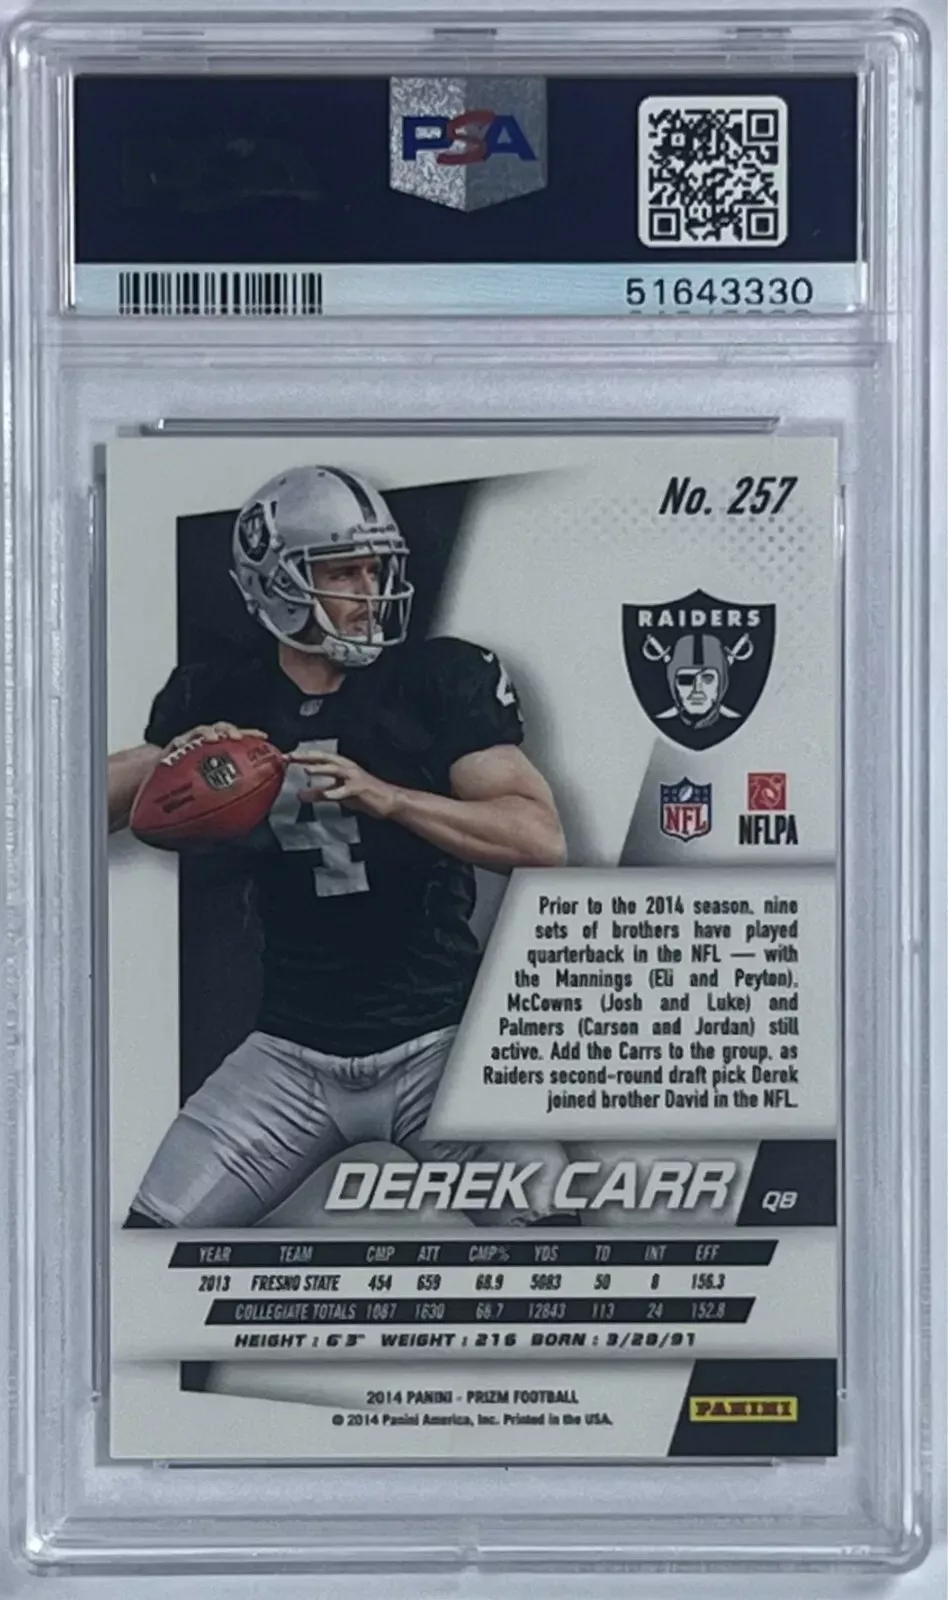 PSA
51643330
No. 257
RAIDERS
NFL
NFLPA
4
4
NFL
Prior to the 2014 season, nine
sets of brothers have played
quarterback in the NFL — with
the Mannings (Eli and Peyton),
McCowns (Josh and Luke) and
Palmers (Carson and Jordan) still
active. Add the Carrs to the group, as
Raiders second-round draft pick Derek
joined brother David in the NFL.
DEREK CARR QB
YEAR TEAM CMP ATT CMP% YDS TD INT EFF
2013 FRESNO STATE 454 659 68.9 5083 50 8 156.3
COLLEGIATE TOTALS 1087 1630 66.7 12843 113 24 152.8
HEIGHT : 6'3" WEIGHT : 216 BORN : 3/28/91
2014 PANINI - PRIZM FOOTBALL
© 2014 Panini America, Inc. Printed in the USA.
PANINI